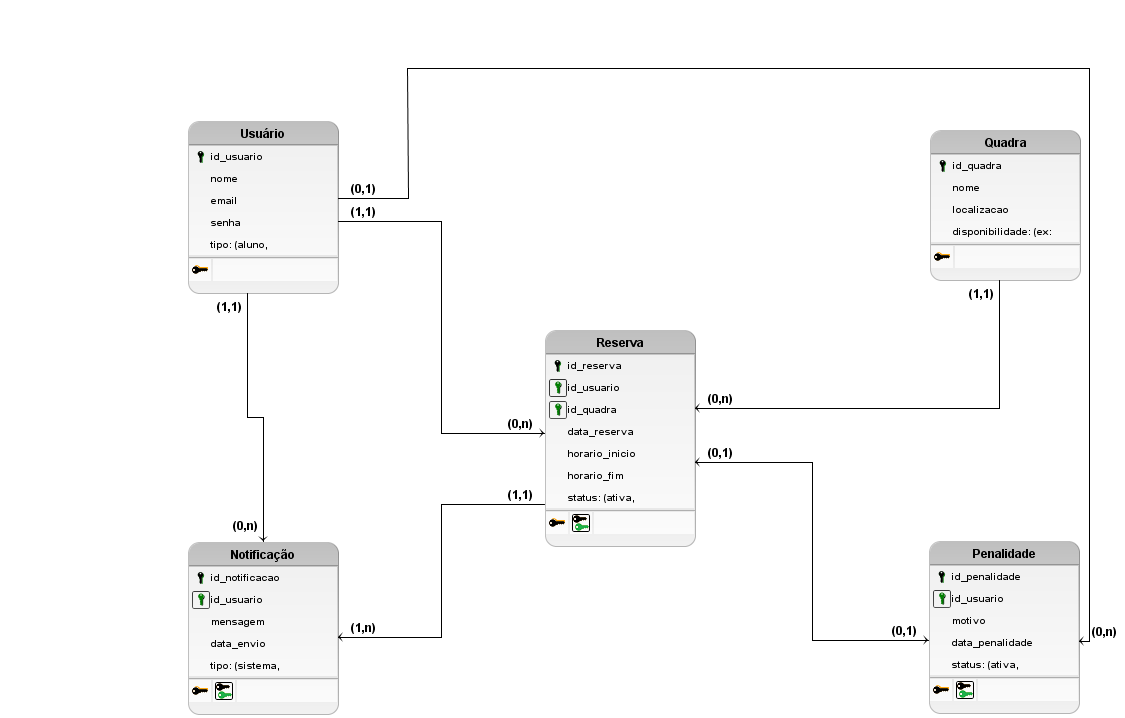 Usuário
id_usuario
nome
email
senha
tipo: (aluno,
(0,1)
(1,1)
(1,1)
Quadra
id_quadra
nome
localizacao
disponibilidade: (ex:
(1,1)
Reserva
id_reserva
id_usuario
id_quadra
data_reserva
horario_inicio
horario_fim
status: (ativa,
(0,n)
(0,n)
(0,1)
(1,1)
(0,n)
Notificação
id_notificacao
id_usuario
mensagem
data_envio
tipo: (sistema,
(1,n)
Penalidade
id_penalidade
id_usuario
motivo
data_penalidade
status: (ativa,
(0,1)
(0,n)